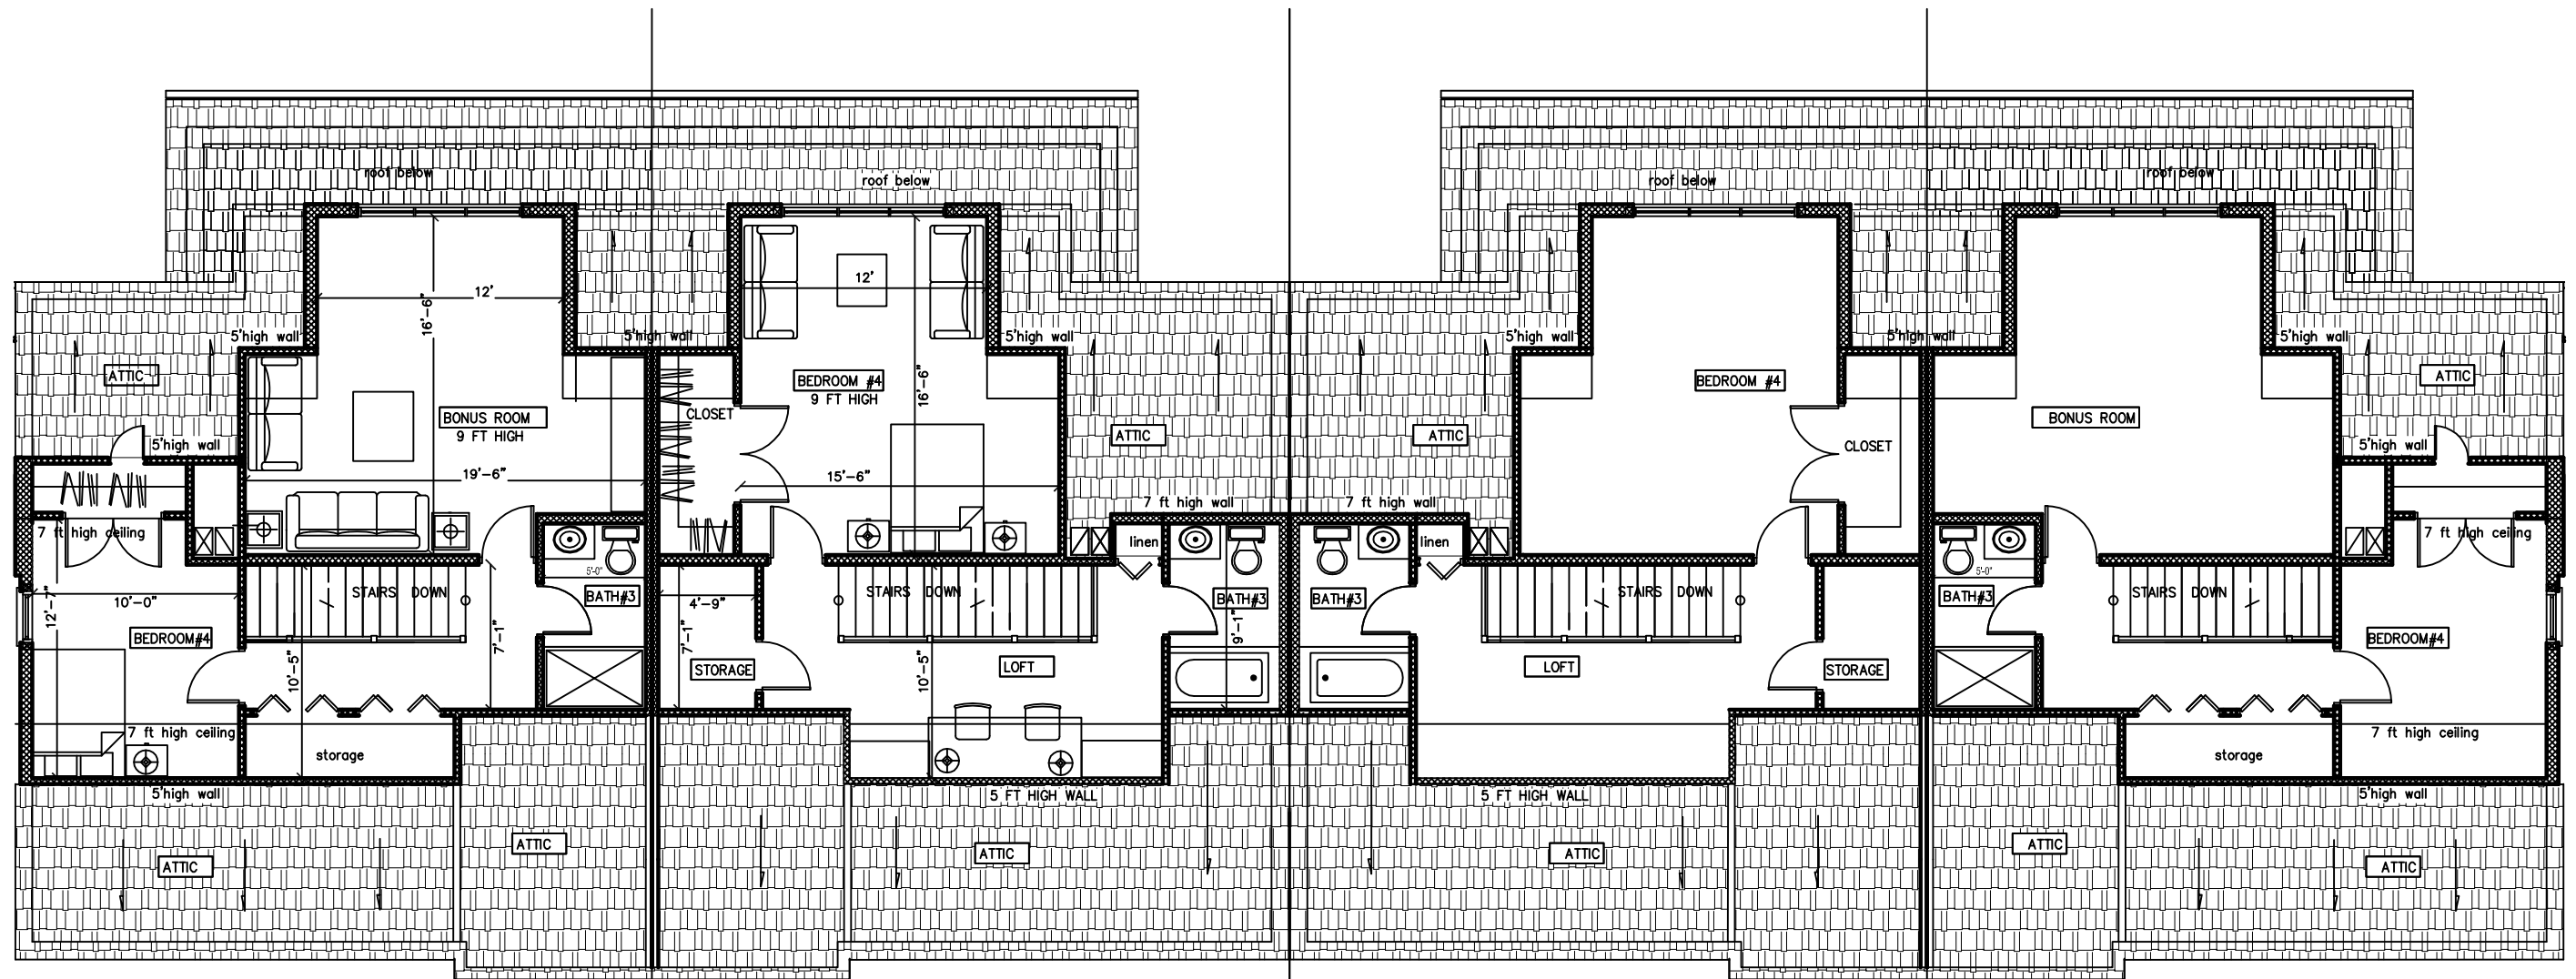 roof below
roof below
roof below
roof below
12'
16'-6"
12'
5'high wall
5'high wall
5'high wall
5'high wall
5'high wall
5'high wall
ATTIC
BEDROOM #4
9 FT HIGH
16'-6"
BEDROOM #4
ATTIC
BONUS ROOM
9 FT HIGH
CLOSET
BONUS ROOM
5'high wall
ATTIC
ATTIC
CLOSET
5'high wall
19'-6"
15'-6"
7 ft high wall
7 ft high wall
7 ft high ceiling
linen
linen
7 ft high ceiling
5'-0"
5'-0"
12'-7"
10'-0"
STAIRS DOWN
BATH#3
4'-9"
STAIRS DOWN
BATH#3
BATH#3
STAIRS DOWN
BATH#3
STAIRS DOWN
BEDROOM#4
7'-1"
7'-1"
9'-1"
BEDROOM#4
10'-5"
STORAGE
10'-5"
LOFT
LOFT
STORAGE
7 ft high ceiling
storage
storage
7 ft high ceiling
5'high wall
5 FT HIGH WALL
5 FT HIGH WALL
5'high wall
ATTIC
ATTIC
ATTIC
ATTIC
ATTIC
ATTIC